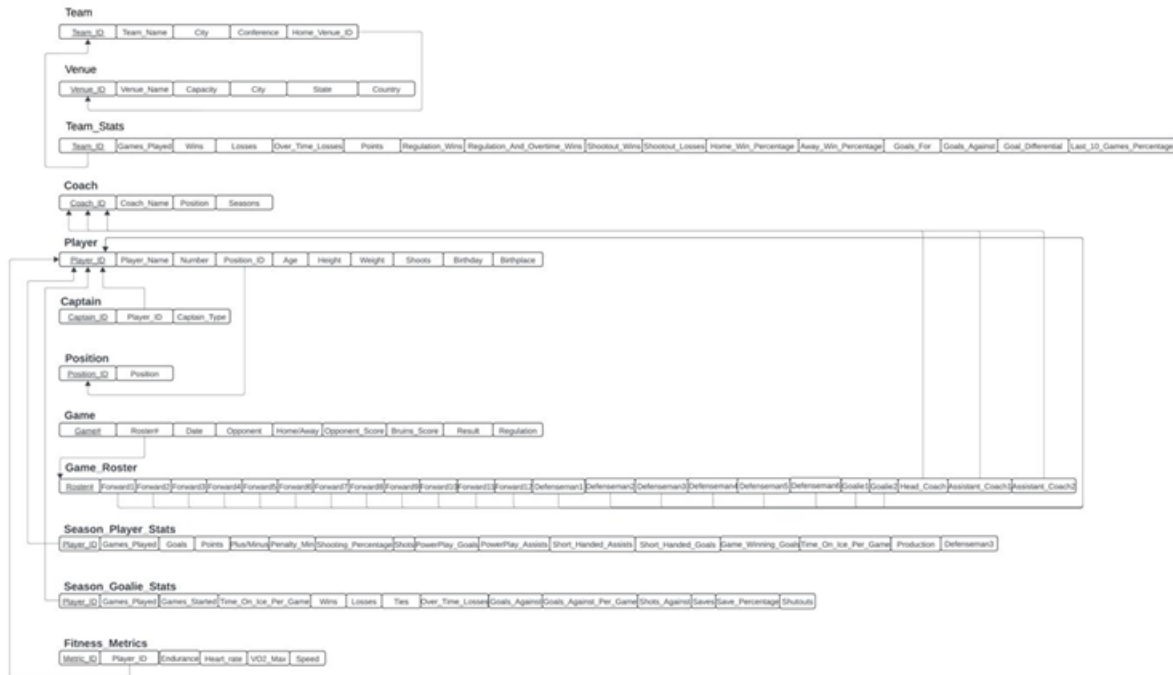 Team
Team_ID Team_Name City Conference Home_Venue_ID
Venue
Venue_ID Venue_Name Capacity City State Country
Team_Stats
Team_ID Games_Played Wins Losses Over_Time_Losses Points Regulation_Wins Regulation_And_Overtime_Wins Shootout_Wins Shootout_Losses Home_Win_Percentage Away_Win_Percentage Goals_For Goals_Against Goal_Differential Last_10_Games_Percentage
Coach
Coach_ID Coach_Name Position Seasons
Player
Player_ID Player_Name Number Position_ID Age Height Weight Shoots Birthday Birthplace
Captain
Captain_ID Player_ID Captain_Type
Position
Position_ID Position
Game
Game# Roster# Date Opponent Home/Away Opponent_Score Bruins_Score Result Regulation
Game_Roster
Roster# Forward1 Forward2 Forward3 Forward4 Forward5 Forward6 Forward7 Forward8 Forward9 Forward10 Forward11 Forward12 Defenseman1 Defenseman2 Defenseman3 Defenseman4 Defenseman5 Defenseman6 Goalie1 Goalie2 Head_Coach Assistant_Coach1 Assistant_Coach2
Season_Player_Stats
Player_ID Games_Played Goals Points Plus/Minus Penalty_Min Shooting_Percentage Shots PowerPlay_Goals PowerPlay_Assists Short_Handed_Assists Short_Handed_Goals Game_Winning_Goals Time_On_Ice_Per_Game Production Defenseman3
Season_Goalie_Stats
Player_ID Games_Played Games_Started Time_On_Ice_Per_Game Wins Losses Ties Over_Time_Losses Goals_Against Goals_Against_Per_Game Shots_Against Saves Save_Percentage Shutouts
Fitness_Metrics
Metric_ID Player_ID Endurance Heart_rate VO2_Max Speed